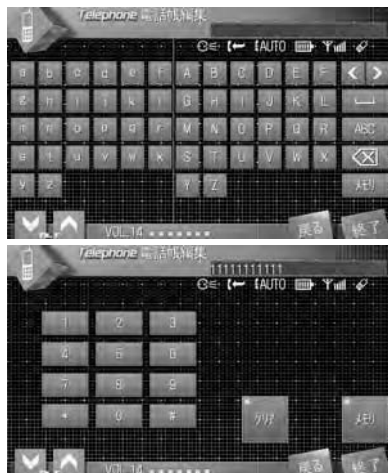 Telephone 電話帳編集
AUTO
a b c d e f A B C D E F < >
g h i j k l G H I J K L
m n o p q r M N O P Q R ABC
s t u v w x S T U V W X
y z Y Z メモリ
VOL.14 戻る 終了
Telephone 電話帳編集
11111111111
AUTO
1 2 3
4 5 6
7 8 9
* 0 # クリア メモリ
VOL.14 戻る 終了